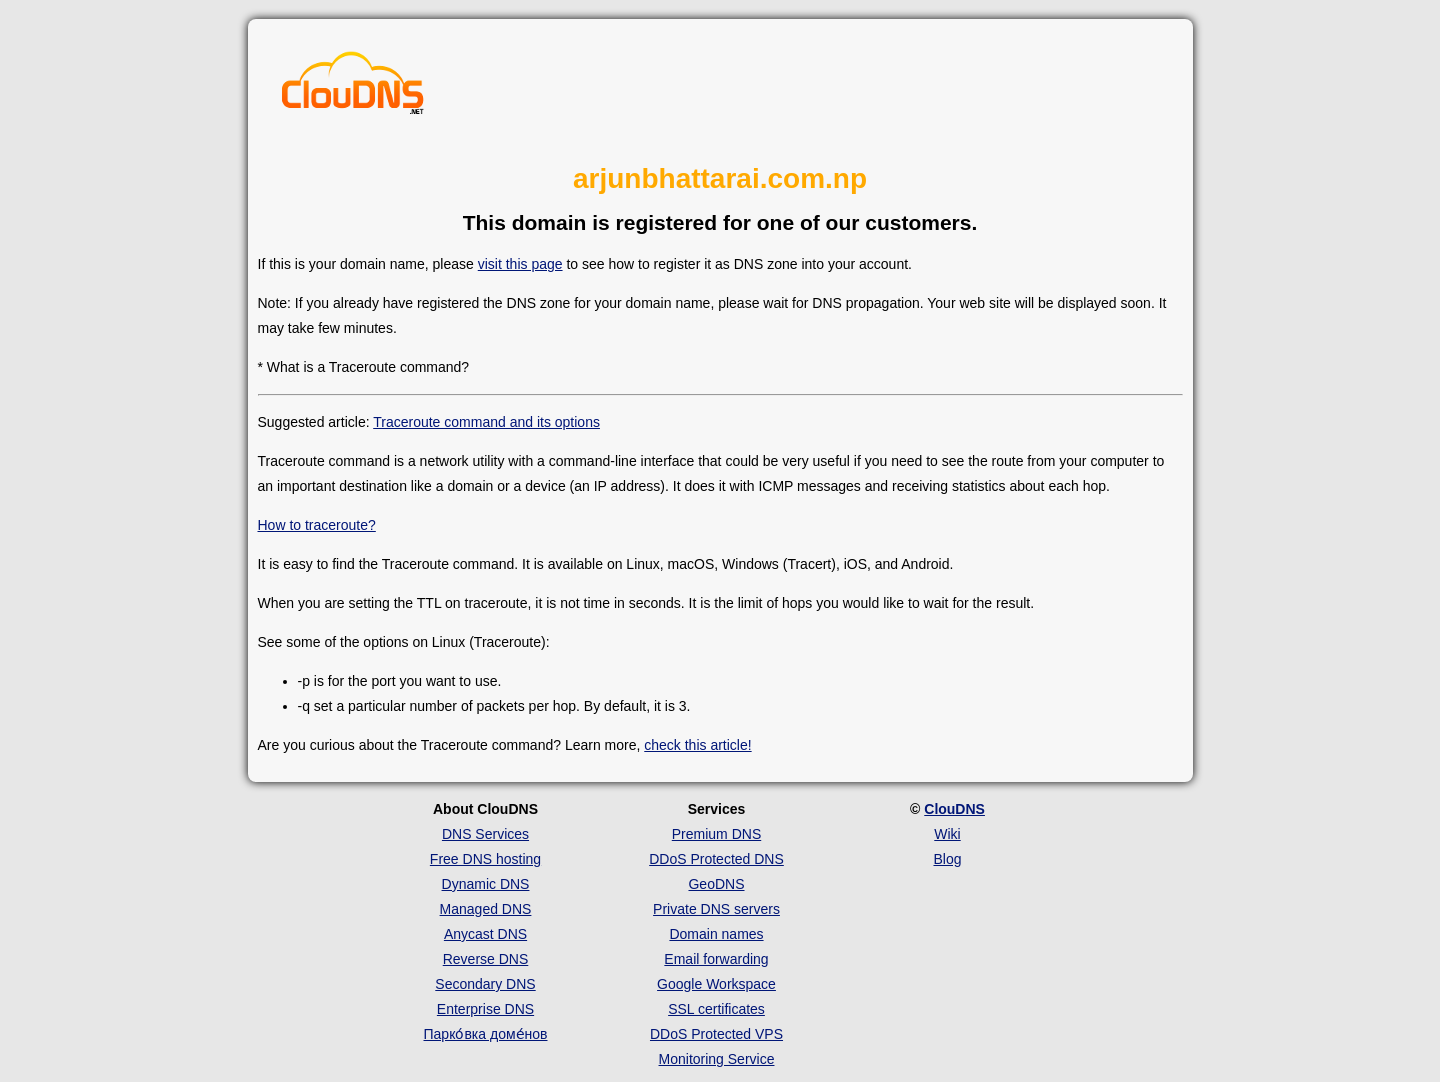 ClouDNS
.NET
arjunbhattarai.com.np
This domain is registered for one of our customers.
If this is your domain name, please visit this page to see how to register it as DNS zone into your account.
Note: If you already have registered the DNS zone for your domain name, please wait for DNS propagation. Your web site will be displayed soon. It
may take few minutes.
* What is a Traceroute command?
Suggested article: Traceroute command and its options
Traceroute command is a network utility with a command-line interface that could be very useful if you need to see the route from your computer to
an important destination like a domain or a device (an IP address). It does it with ICMP messages and receiving statistics about each hop.
How to traceroute?
It is easy to find the Traceroute command. It is available on Linux, macOS, Windows (Tracert), iOS, and Android.
When you are setting the TTL on traceroute, it is not time in seconds. It is the limit of hops you would like to wait for the result.
See some of the options on Linux (Traceroute):
• -p is for the port you want to use.
• -q set a particular number of packets per hop. By default, it is 3.
Are you curious about the Traceroute command? Learn more, check this article!
About ClouDNS
DNS Services
Free DNS hosting
Dynamic DNS
Managed DNS
Anycast DNS
Reverse DNS
Secondary DNS
Enterprise DNS
Парко́вка доме́нов
Services
Premium DNS
DDoS Protected DNS
GeoDNS
Private DNS servers
Domain names
Email forwarding
Google Workspace
SSL certificates
DDoS Protected VPS
Monitoring Service
© ClouDNS
Wiki
Blog